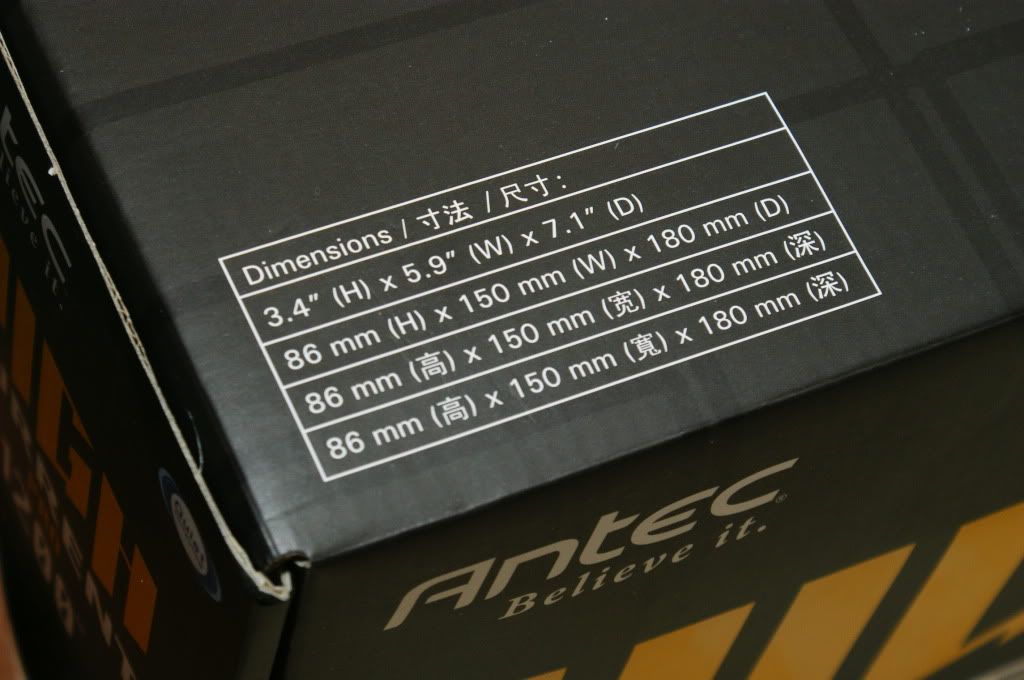 Dimensions / 寸法 / 尺寸:
3.4" (H) x 5.9" (W) x 7.1" (D)
86 mm (H) x 150 mm (W) x 180 mm (D)
86 mm (高) x 150 mm (宽) x 180 mm (深)
86 mm (高) x 150 mm (寬) x 180 mm (深)
Antec®
Believe it.